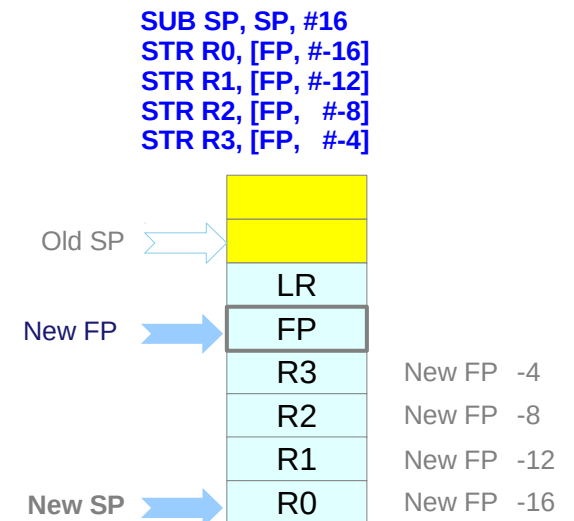 SUB SP, SP, #16
STR R0, [FP, #-16]
STR R1, [FP, #-12]
STR R2, [FP, #-8]
STR R3, [FP, #-4]
Old SP
LR
New FP FP
R3 New FP -4
R2 New FP -8
R1 New FP -12
New SP R0 New FP -16